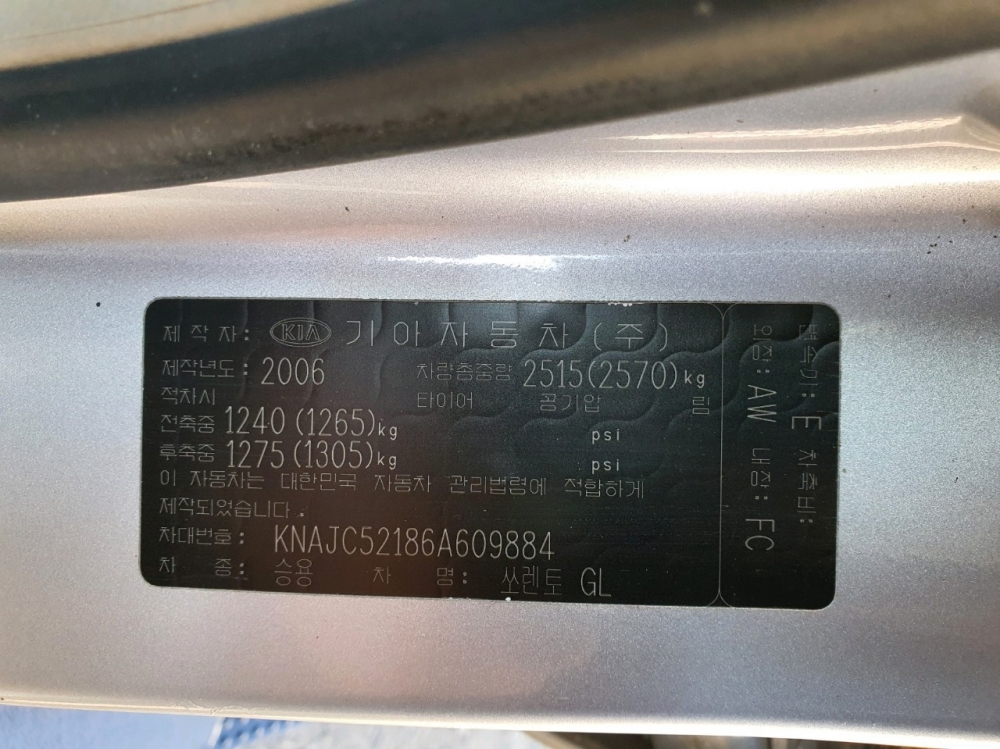 제 작 자: KIA 기아자동차(주)
제작년도: 2006 차량총중량 2515(2570)kg
적차시 타이어 공기압 림
전축중 1240(1265)kg psi
후축중 1275(1305)kg psi
이 자동차는 대한민국 자동차 관리법령에 적합하게
제작되었습니다.
차대번호: KNAJC52186A609884
차 종: 승용 차 명: 쏘렌토 GL
변속기: E 차축비:
외장: AW 내장: FC